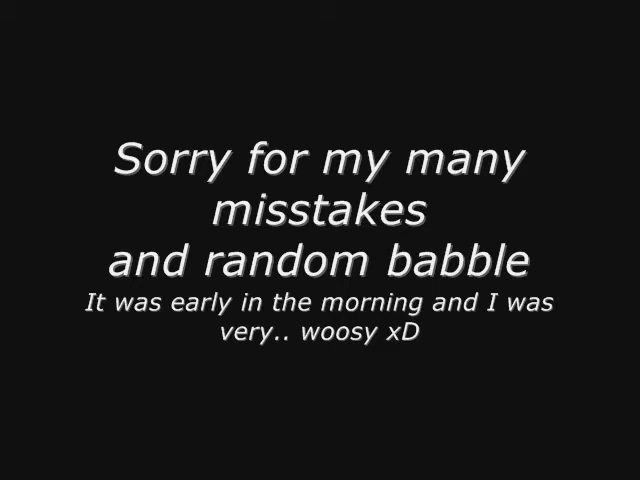 Sorry for my many
misstakes
and random babble
It was early in the morning and I was
very.. woosy xD